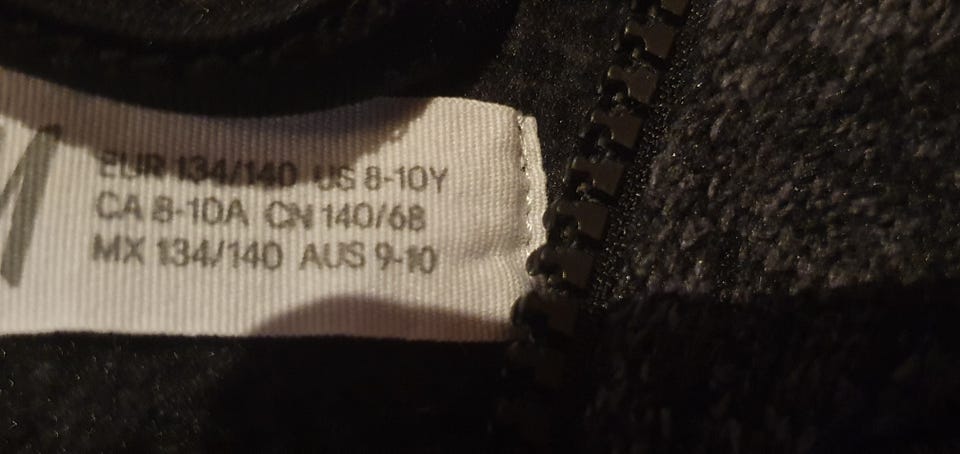 EUR 134/140 US 8-10Y
CA 8-10A CN 140/68
MX 134/140 AUS 9-10